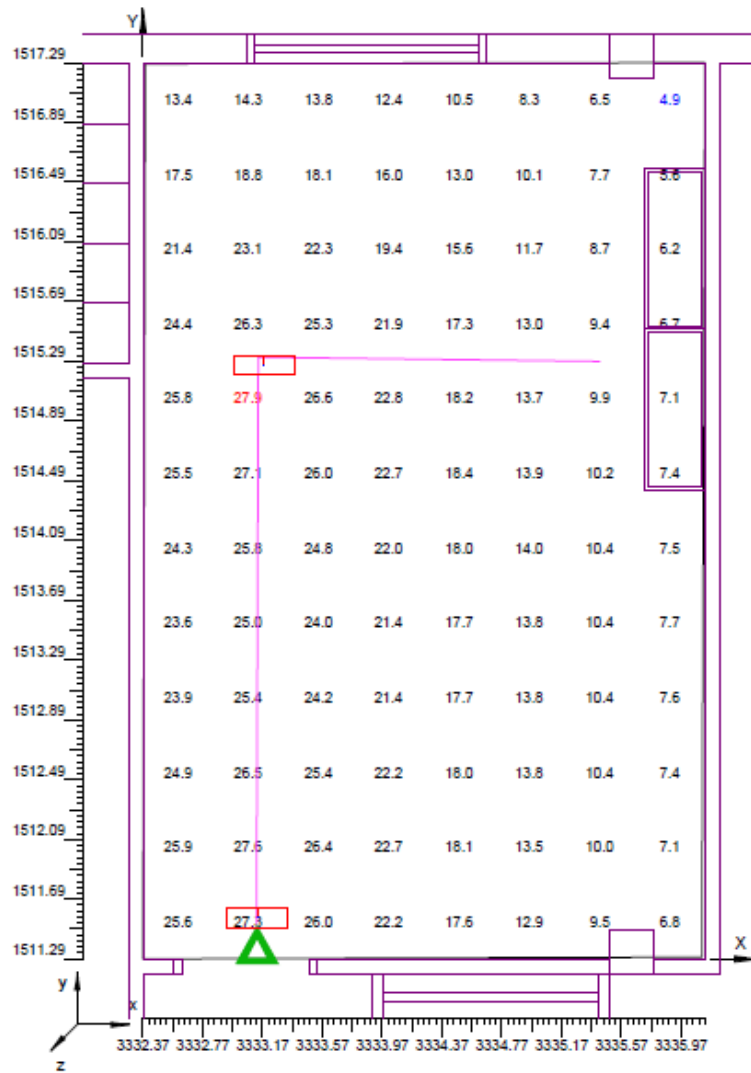 Y
1517.29
13.4 14.3 13.8 12.4 10.5 8.3 6.5 4.9
1516.89
17.5 18.8 18.1 16.0 13.0 10.1 7.7 5.6
1516.49
1516.09
21.4 23.1 22.3 19.4 15.6 11.7 8.7 6.2
1515.69
24.4 26.3 25.3 21.9 17.3 13.0 9.4 6.7
1515.29
25.8 27.9 26.6 22.8 18.2 13.7 9.9 7.1
1514.89
25.5 27.1 26.0 22.7 18.4 13.9 10.2 7.4
1514.49
1514.09
24.3 25.8 24.8 22.0 18.0 14.0 10.4 7.5
1513.69
23.6 25.0 24.0 21.4 17.7 13.8 10.4 7.7
1513.29
23.9 25.4 24.2 21.4 17.7 13.8 10.4 7.6
1512.89
24.9 26.5 25.4 22.2 18.0 13.8 10.4 7.4
1512.49
1512.09
25.9 27.6 26.4 22.7 18.1 13.5 10.0 7.1
1511.69
25.6 27.3 26.0 22.2 17.6 12.9 9.5 6.8
1511.29
X
y
x
z
3332.37 3332.77 3333.17 3333.57 3333.97 3334.37 3334.77 3335.17 3335.57 3335.97